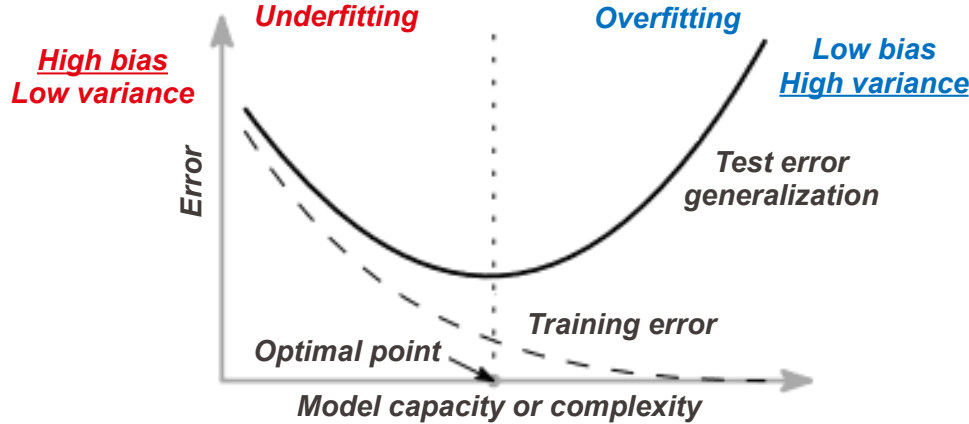 Underfitting
Overfitting
High bias
Low variance
Low bias
High variance
Error
Test error
generalization
Training error
Optimal point
Model capacity or complexity